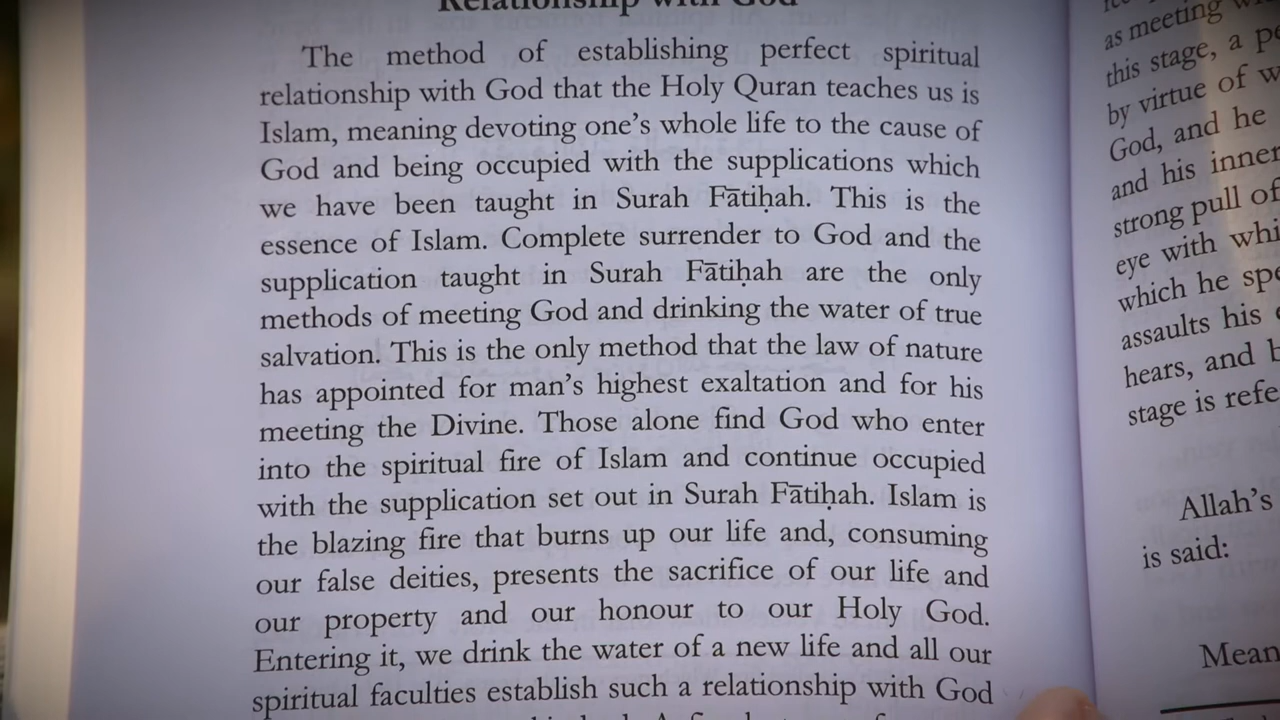 Relationship with God
The method of establishing perfect spiritual
relationship with God that the Holy Quran teaches us is
Islam, meaning devoting one's whole life to the cause of
God and being occupied with the supplications which
we have been taught in Surah Fātiḥah. This is the
essence of Islam. Complete surrender to God and the
supplication taught in Surah Fātiḥah are the only
methods of meeting God and drinking the water of true
salvation. This is the only method that the law of nature
has appointed for man's highest exaltation and for his
meeting the Divine. Those alone find God who enter
into the spiritual fire of Islam and continue occupied
with the supplication set out in Surah Fātiḥah. Islam is
the blazing fire that burns up our life and, consuming
our false deities, presents the sacrifice of our life and
our property and our honour to our Holy God.
Entering it, we drink the water of a new life and all our
spiritual faculties establish such a relationship with God
as meeting
this stage, a
by virtue of
God, and he
and his inner
strong pull of
eye with
which he
assaults his
hears, and
stage is
Allah's
is said: